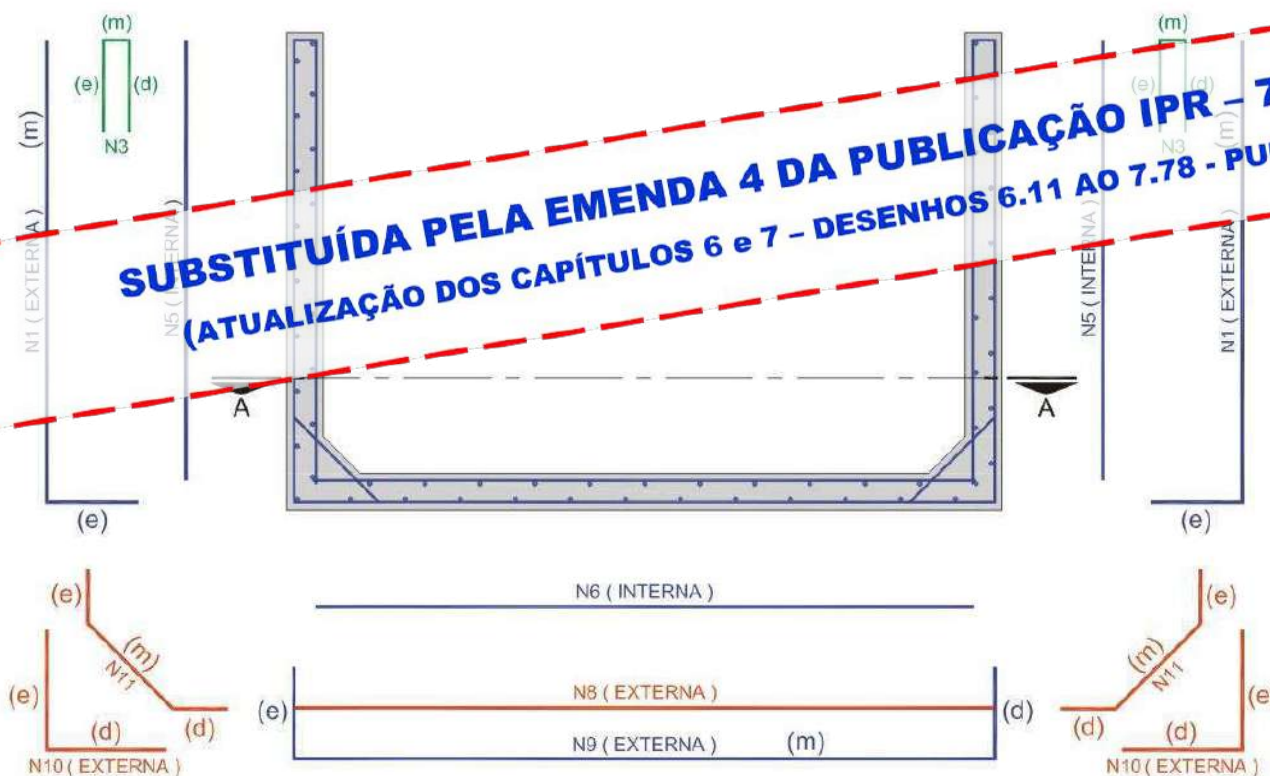 (m)
(m)
(e)
(d)
(e)
(d)
N3
N3
(m)
(m)
SUBSTITUÍDA PELA EMENDA 4 DA PUBLICAÇÃO IPR – 7
(ATUALIZAÇÃO DOS CAPÍTULOS 6 e 7 – DESENHOS 6.11 AO 7.78 - PU
N1 ( EXTERNA )
N5 ( INTERNA )
N5 ( INTERNA )
N1 ( EXTERNA )
A
A
(e)
(e)
N6 ( INTERNA )
(e)
(m)
N11
(e)
(d)
(d)
N10 ( EXTERNA )
(e)
N8 ( EXTERNA )
(d)
N9 ( EXTERNA )
(m)
(e)
(m)
N11
(d)
(e)
(d)
N10 ( EXTERNA )